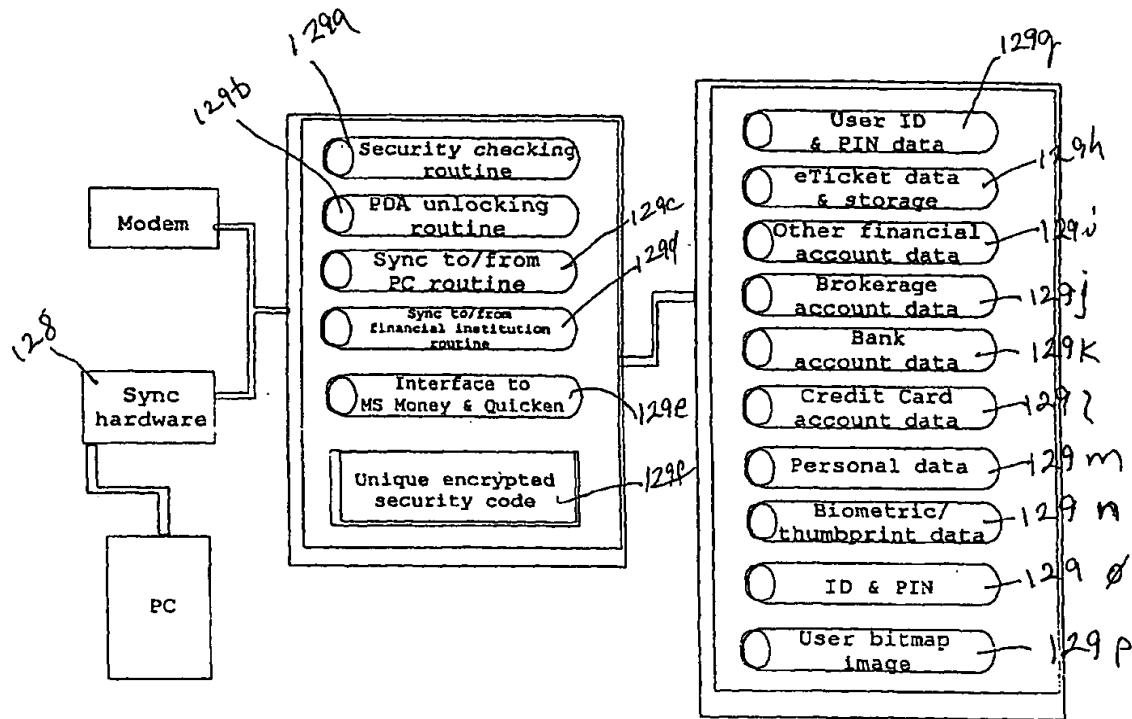 129a
129b
Security checking
routine
PDA unlocking
routine
129c
Sync to/from
PC routine
129d
Sync to/from
financial institution
routine
Interface to
MS Money & Quicken
129e
Unique encrypted
security code
129f
Modem
128
Sync
hardware
PC
129g
User ID
& PIN data
129h
eTicket data
& storage
Other financial
account data
129i
Brokerage
account data
129j
Bank
account data
129k
Credit Card
account data
129l
Personal data
129m
Biometric/
thumbprint data
129n
ID & PIN
129ø
User bitmap
image
129p